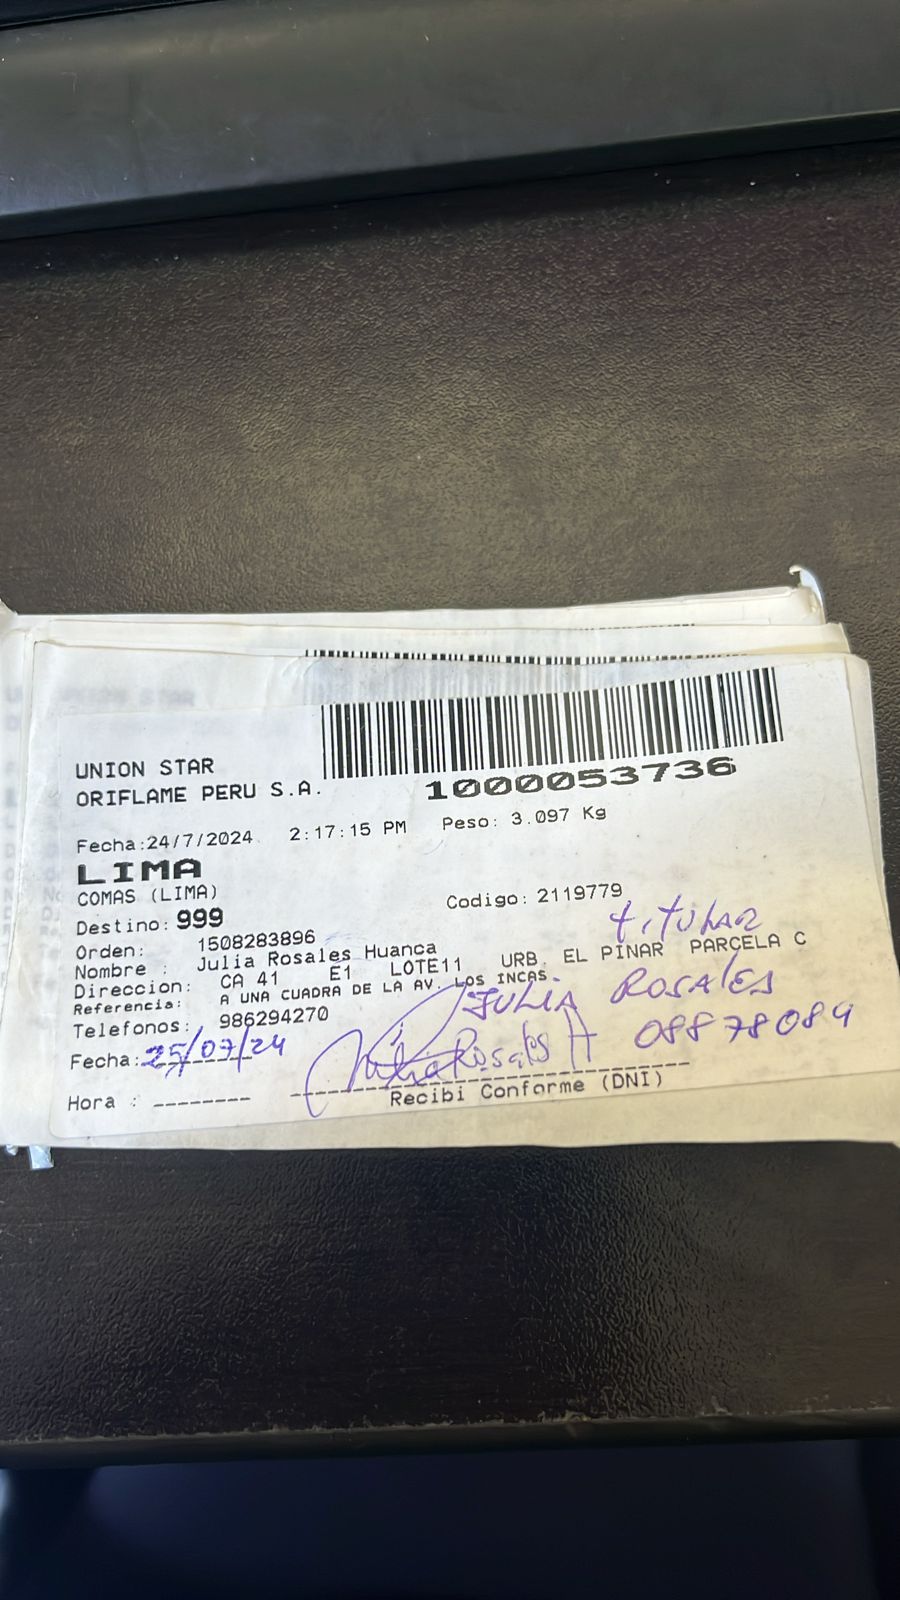 UNION STAR
ORIFLAME PERU S.A.
1000053736
Fecha:24/7/2024 2:17:15 PM Peso: 3.097 Kg
LIMA
COMAS (LIMA)
Codigo: 2119779
Destino: 999
titular
Orden: 1508283896
Nombre : Julia Rosales Huanca
Direccion: CA 41 E1 LOTE11 URB. EL PINAR PARCELA C
Referencia: A UNA CUADRA DE LA AV. LOS INCAS.
JULIA ROSALES
Telefonos: 986294270
08878084
Fecha: 25/07/24
Julia Rosales H
Hora : --------
Recibi Conforme (DNI)